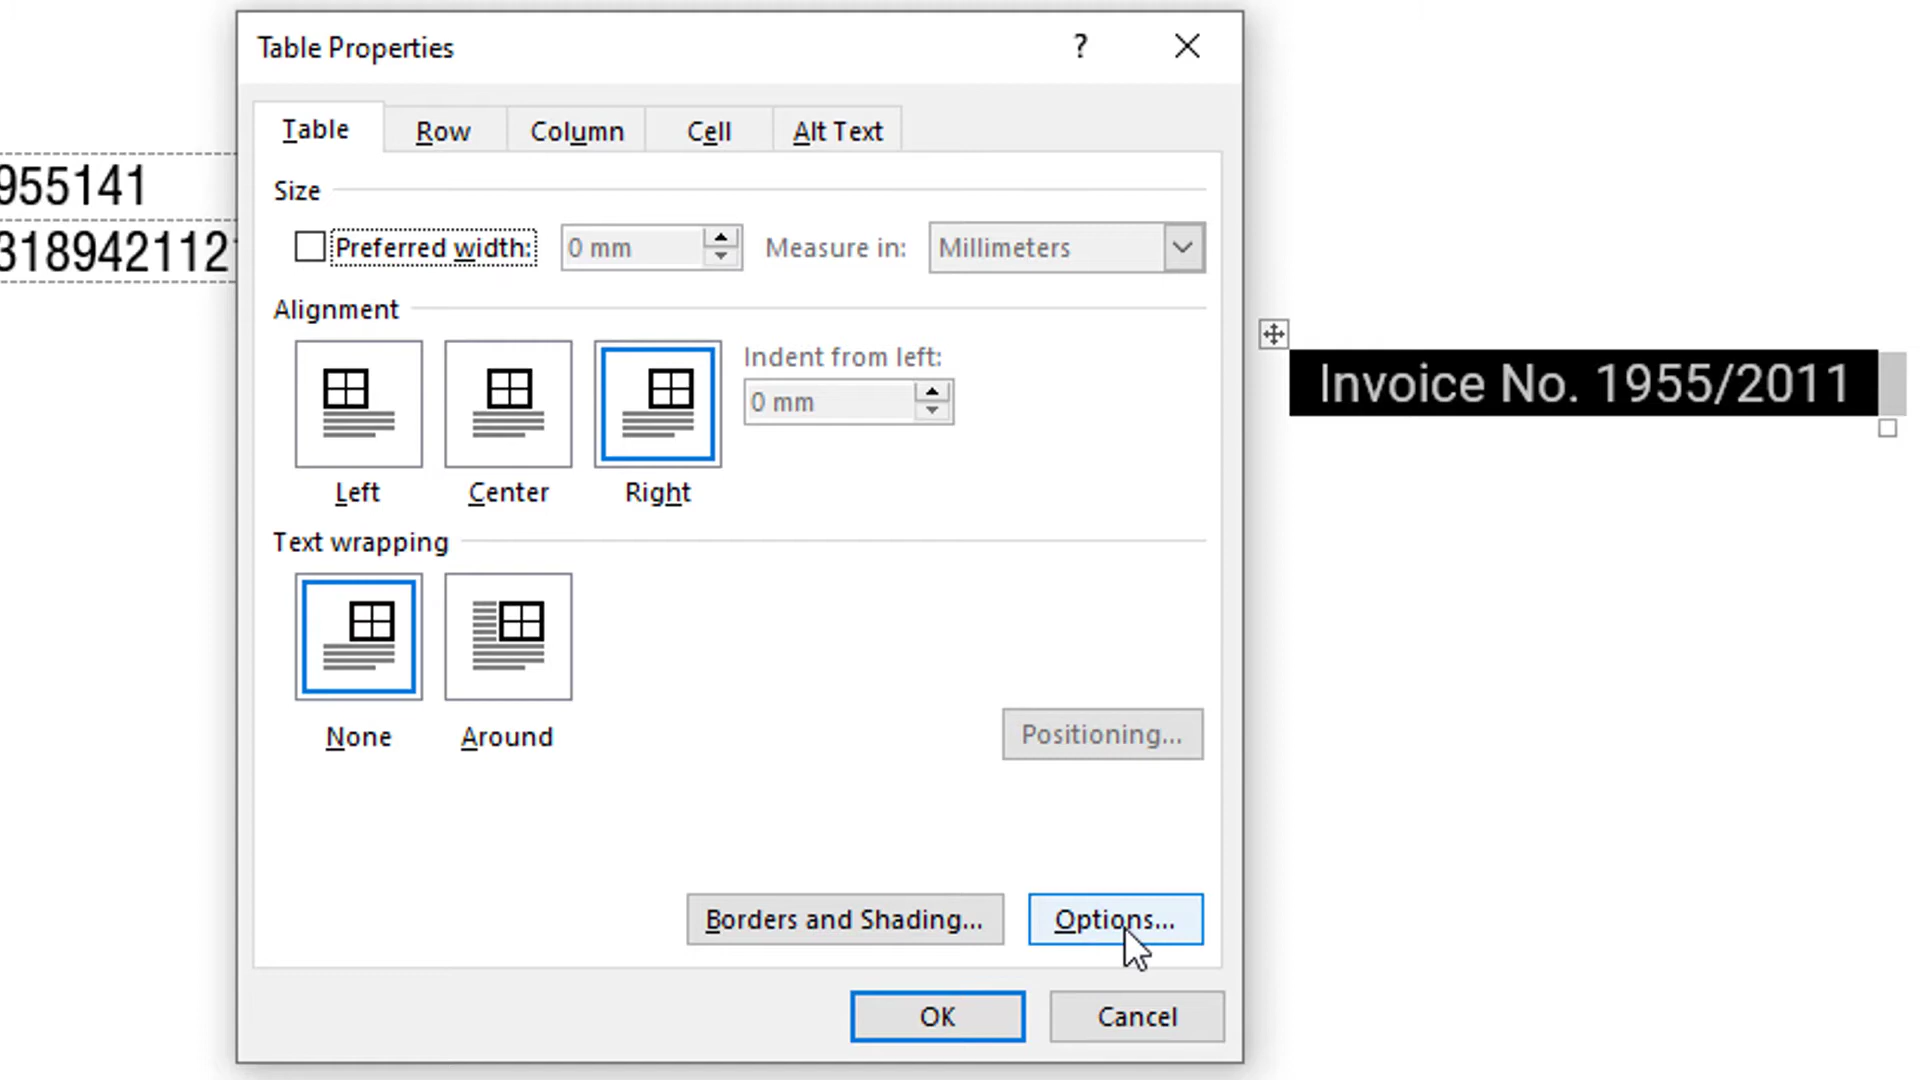 Table Properties ?
Table Row Column Cell Alt Text
955141
318942112
Size
Preferred width: 0 mm Measure in: Millimeters
Alignment
Indent from left:
0 mm
Left Center Right
Invoice No. 1955/2011
Text wrapping
None Around
Positioning...
Borders and Shading... Options...
OK Cancel